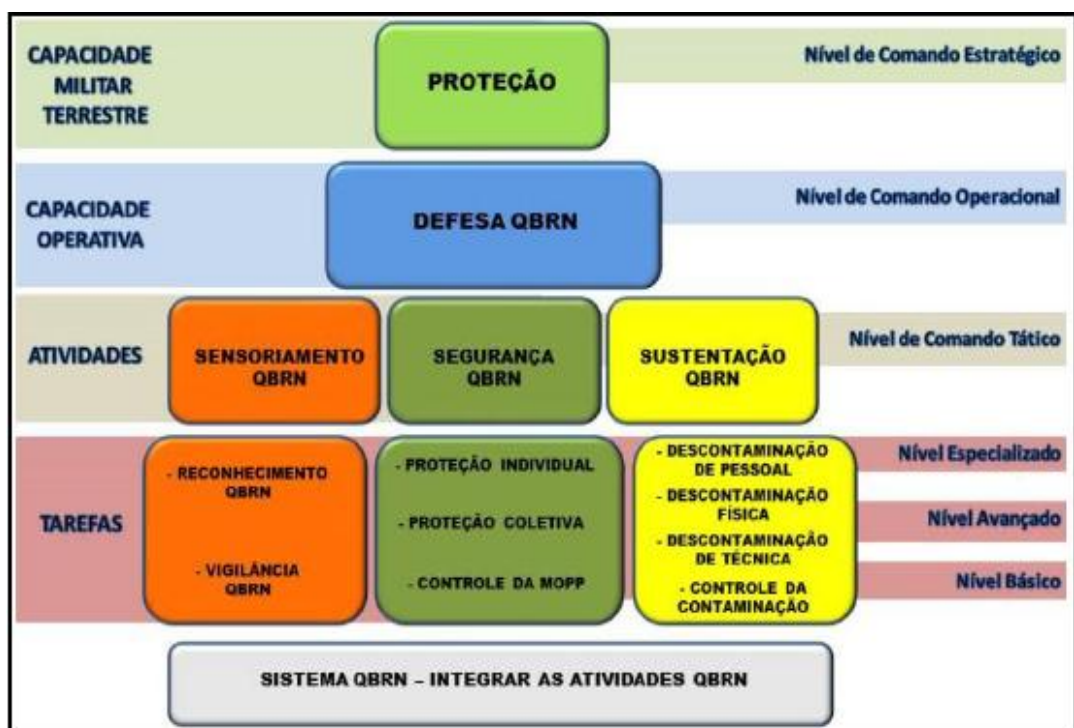 CAPACIDADE
MILITAR
TERRESTRE
PROTEÇÃO
Nível de Comando Estratégico
CAPACIDADE
OPERATIVA
DEFESA QBRN
Nível de Comando Operacional
ATIVIDADES
SENSORIAMENTO
QBRN
SEGURANÇA
QBRN
SUSTENTAÇÃO
QBRN
Nível de Comando Tático
TAREFAS
- RECONHECIMENTO
QBRN
- VIGILÂNCIA
QBRN
- PROTEÇÃO INDIVIDUAL
- PROTEÇÃO COLETIVA
- CONTROLE DA MOPP
- DESCONTAMINAÇÃO
DE PESSOAL
- DESCONTAMINAÇÃO
FÍSICA
- DESCONTAMINAÇÃO
DE TÉCNICA
- CONTROLE DA
CONTAMINAÇÃO
Nível Especializado
Nível Avançado
Nível Básico
SISTEMA QBRN – INTEGRAR AS ATIVIDADES QBRN